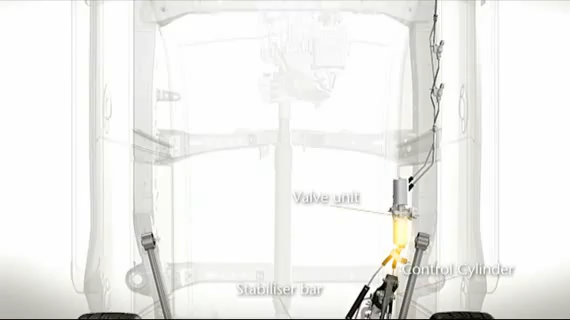 Valve unit
Control Cylinder
Stabiliser bar